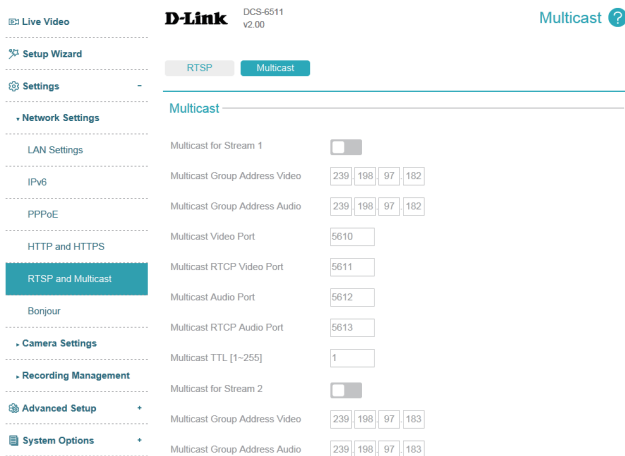 Live Video
Setup Wizard
Settings -
Network Settings
LAN Settings
IPv6
PPPoE
HTTP and HTTPS
RTSP and Multicast
Bonjour
Camera Settings
Recording Management
Advanced Setup +
System Options +
D-Link DCS-6511
v2.00
Multicast ?
RTSP Multicast
Multicast
Multicast for Stream 1
Multicast Group Address Video 239 . 198 . 97 . 182
Multicast Group Address Audio 239 . 198 . 97 . 182
Multicast Video Port 5610
Multicast RTCP Video Port 5611
Multicast Audio Port 5612
Multicast RTCP Audio Port 5613
Multicast TTL [1~255] 1
Multicast for Stream 2
Multicast Group Address Video 239 . 198 . 97 . 183
Multicast Group Address Audio 239 . 198 . 97 . 183